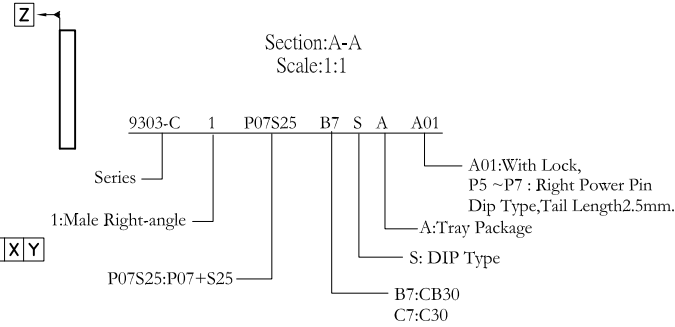 Z
Section:A-A
Scale:1:1
9303-C 1 P07S25 B7 S A A01
Series
A01:With Lock,
P5 ~P7 : Right Power Pin
Dip Type,Tail Length2.5mm.
1:Male Right-angle
A:Tray Package
X Y
S: DIP Type
P07S25:P07+S25
B7:CB30
C7:C30